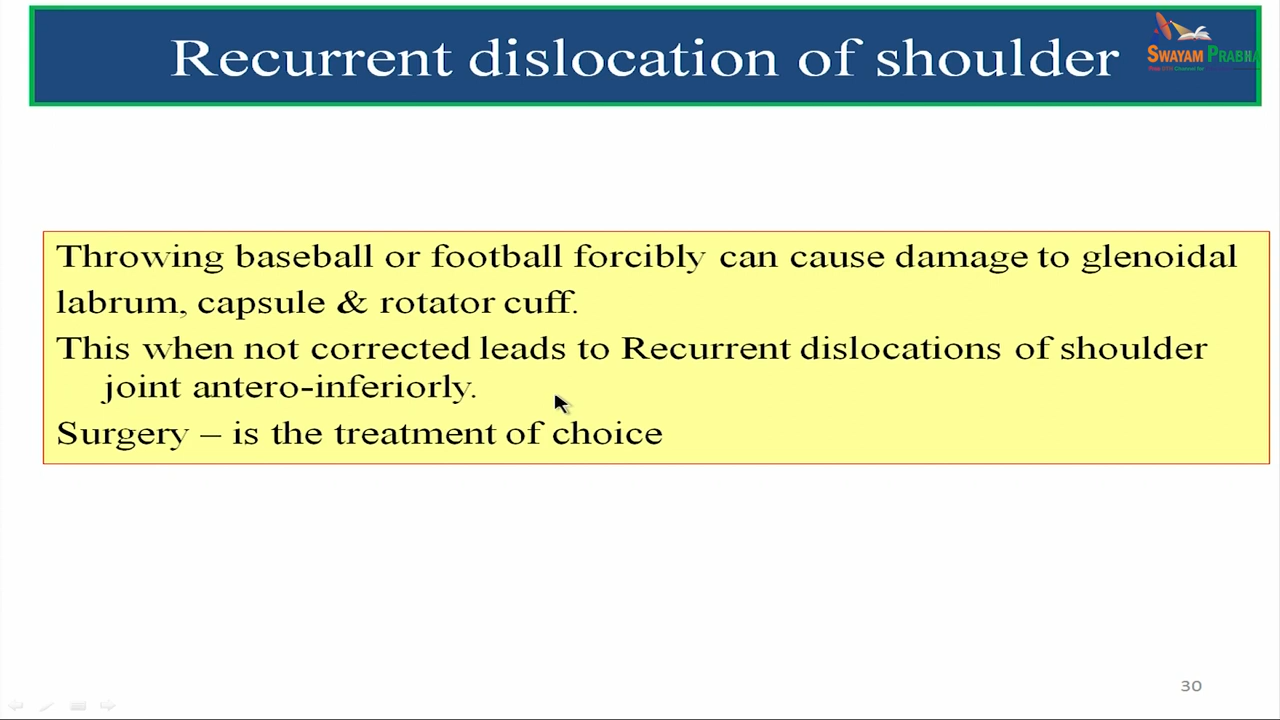 Recurrent dislocation of shoulder
SWAYAM PRABHA
Throwing baseball or football forcibly can cause damage to glenoidal
labrum, capsule & rotator cuff.
This when not corrected leads to Recurrent dislocations of shoulder
joint antero-inferiorly.
Surgery – is the treatment of choice
30